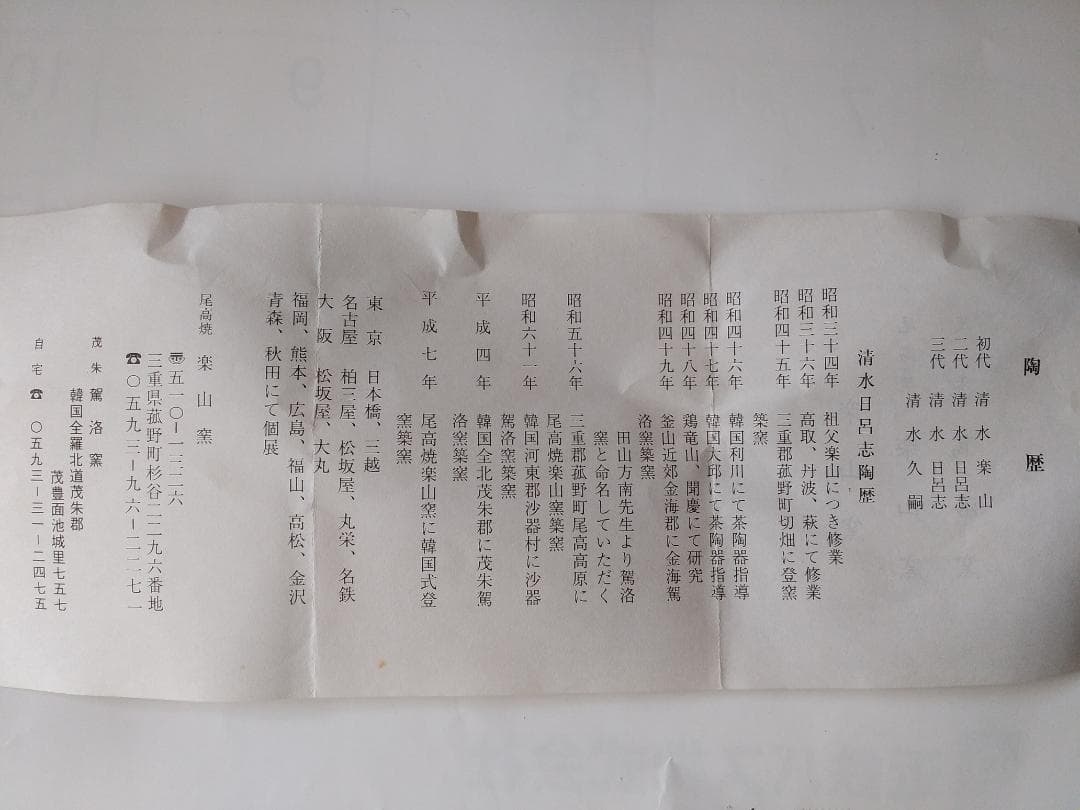 陶歴
初代 清水楽山
二代 清水日呂志
三代 清水日呂志
清水久嗣
清水日呂志陶歴
昭和三十四年 祖父楽山につき修業
昭和三十六年 高取、丹波、萩にて修業
昭和四十五年 三重郡菰野町切畑に登窯
築窯
昭和四十六年 韓国利川にて茶陶器指導
昭和四十七年 韓国大邱にて茶陶器指導
昭和四十八年 鶏竜山、聞慶にて研究
昭和四十九年 釜山近郊金海郡に金海駕
洛窯築窯
田山方南先生より駕洛
窯と命名していただく
昭和五十六年 三重郡菰野町尾高高原に
尾高焼楽山窯築窯
昭和六十一年 韓国河東郡沙器村に沙器
駕洛窯築窯
平成四年 韓国全北茂朱郡に茂朱駕
洛窯築窯
平成七年 尾高焼楽山窯に韓国式登
窯築窯
東京 日本橋、三越
名古屋 柏三屋、松坂屋、丸栄、名鉄
大阪 松坂屋、大丸
福岡、熊本、広島、福山、高松、金沢
青森、秋田にて個展
尾高焼 楽山窯
〠五一〇ー一三二六
三重県菰野町杉谷二二九六番地
☎〇五九三ー九六ー二二七一
茂朱 駕洛窯
韓国全羅北道茂朱郡
茂豊面池城里七五七
自宅☎ 〇五九三ー三一ー二四七五